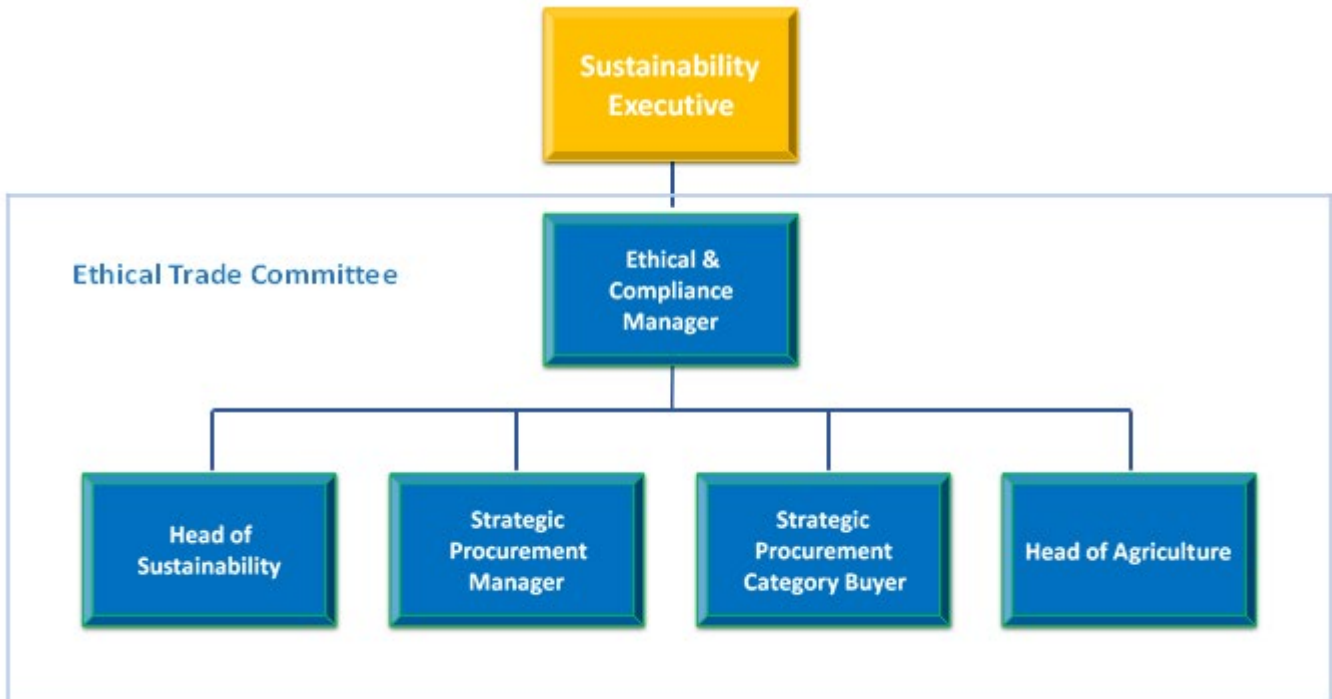 Sustainability
Executive
Ethical Trade Committee
Ethical &
Compliance
Manager
Head of
Sustainability
Strategic
Procurement
Manager
Strategic
Procurement
Category Buyer
Head of Agriculture